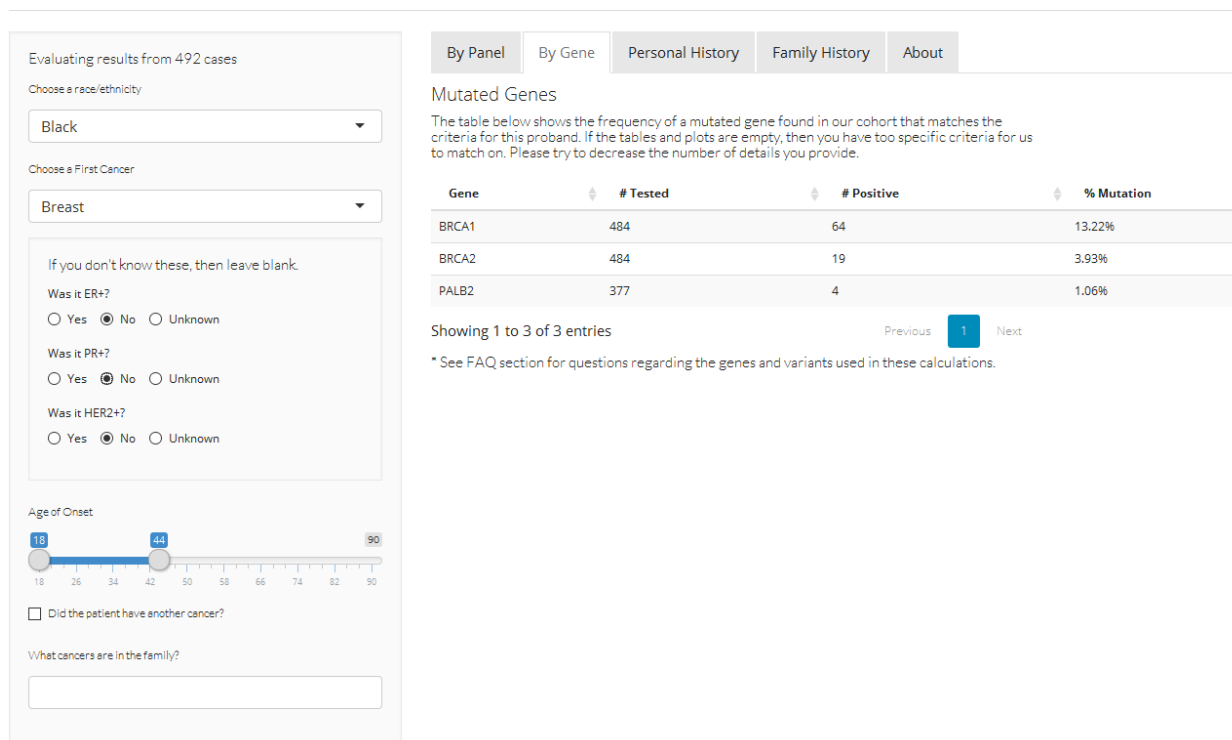 Evaluating results from 492 cases
Choose a race/ethnicity
Black
Choose a First Cancer
Breast
If you don't know these, then leave blank.
Was it ER+?
Yes No Unknown
Was it PR+?
Yes No Unknown
Was it HER2+?
Yes No Unknown
Age of Onset
18 44 90
18 26 34 42 50 58 66 74 82 90
Did the patient have another cancer?
What cancers are in the family?
By Panel By Gene Personal History Family History About
Mutated Genes
The table below shows the frequency of a mutated gene found in our cohort that matches the
criteria for this proband. If the tables and plots are empty, then you have too specific criteria for us
to match on. Please try to decrease the number of details you provide.
Gene # Tested # Positive % Mutation
BRCA1 484 64 13.22%
BRCA2 484 19 3.93%
PALB2 377 4 1.06%
Showing 1 to 3 of 3 entries Previous 1 Next
* See FAQ section for questions regarding the genes and variants used in these calculations.